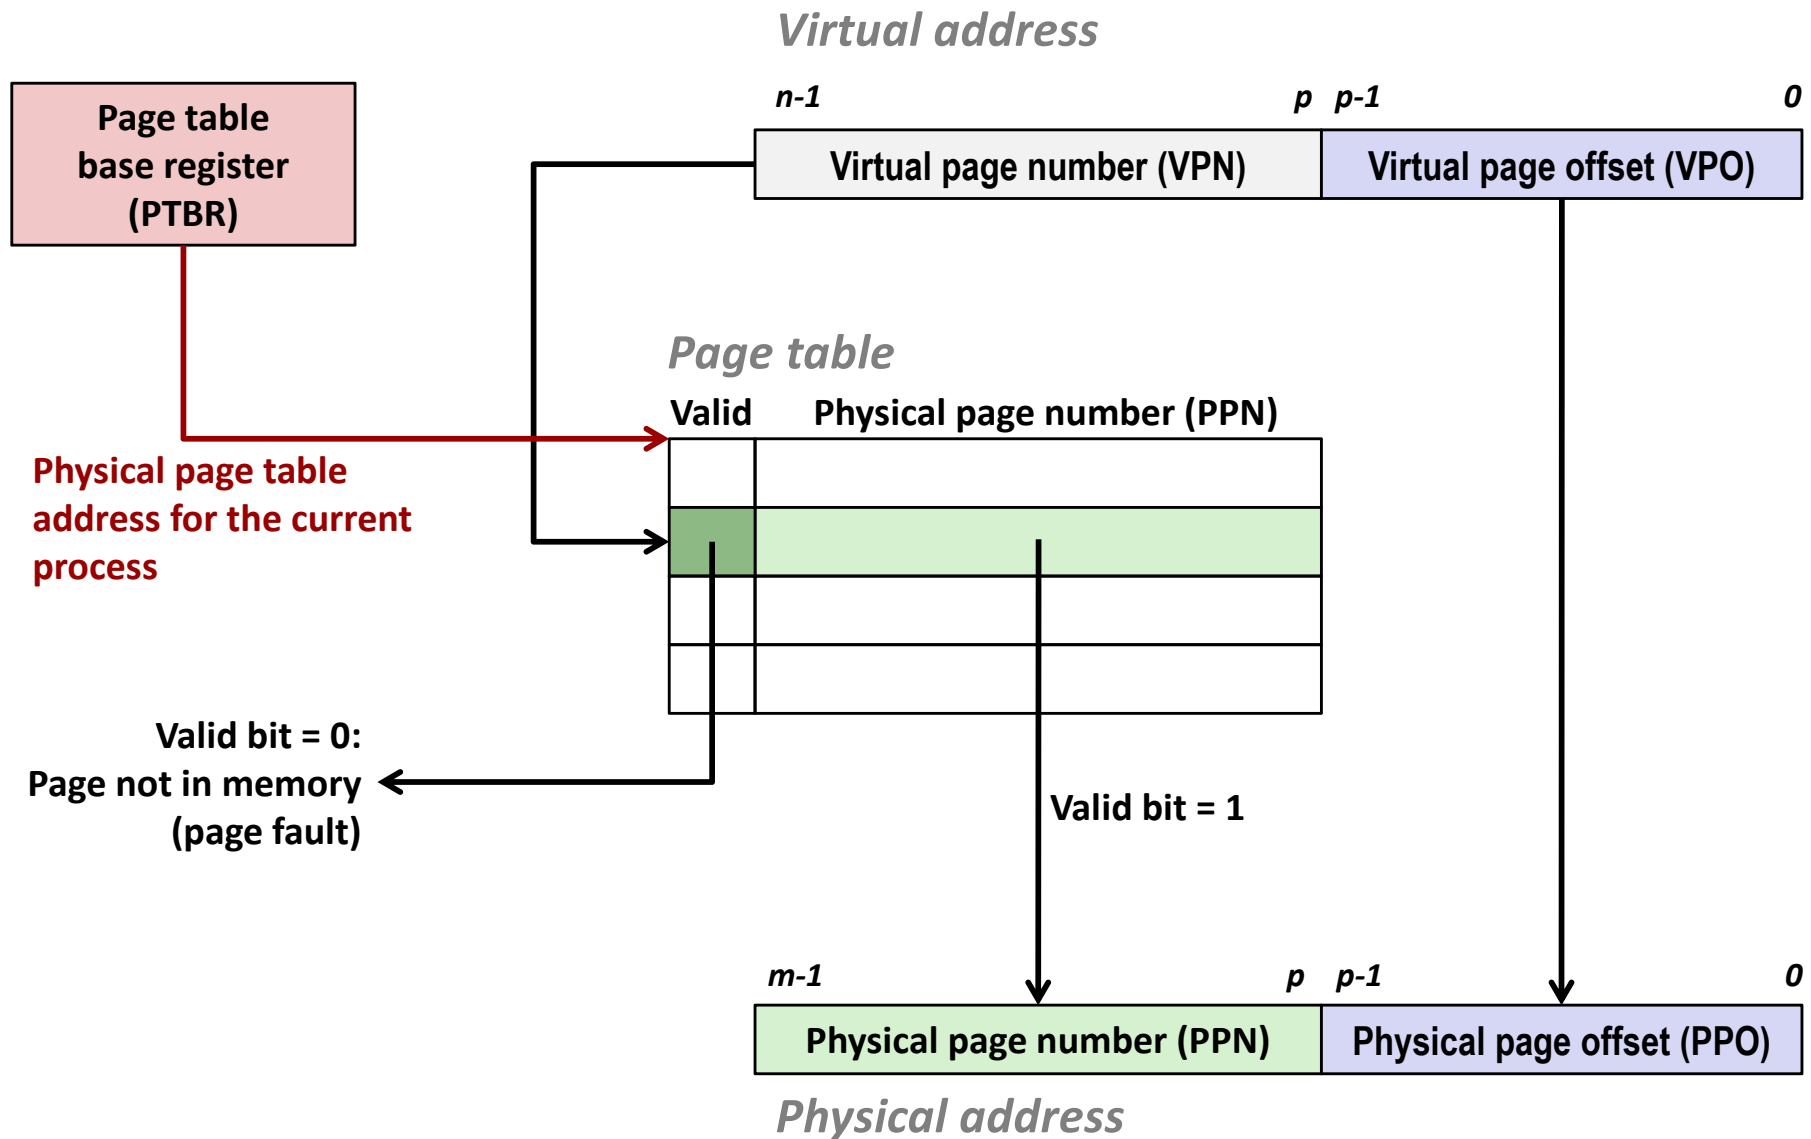 Virtual address
n-1 p p-1 0
Page table
base register
(PTBR)
Virtual page number (VPN) Virtual page offset (VPO)
Page table
Valid Physical page number (PPN)
Physical page table
address for the current
process
Valid bit = 0:
Page not in memory
(page fault)
Valid bit = 1
m-1 p p-1 0
Physical page number (PPN) Physical page offset (PPO)
Physical address